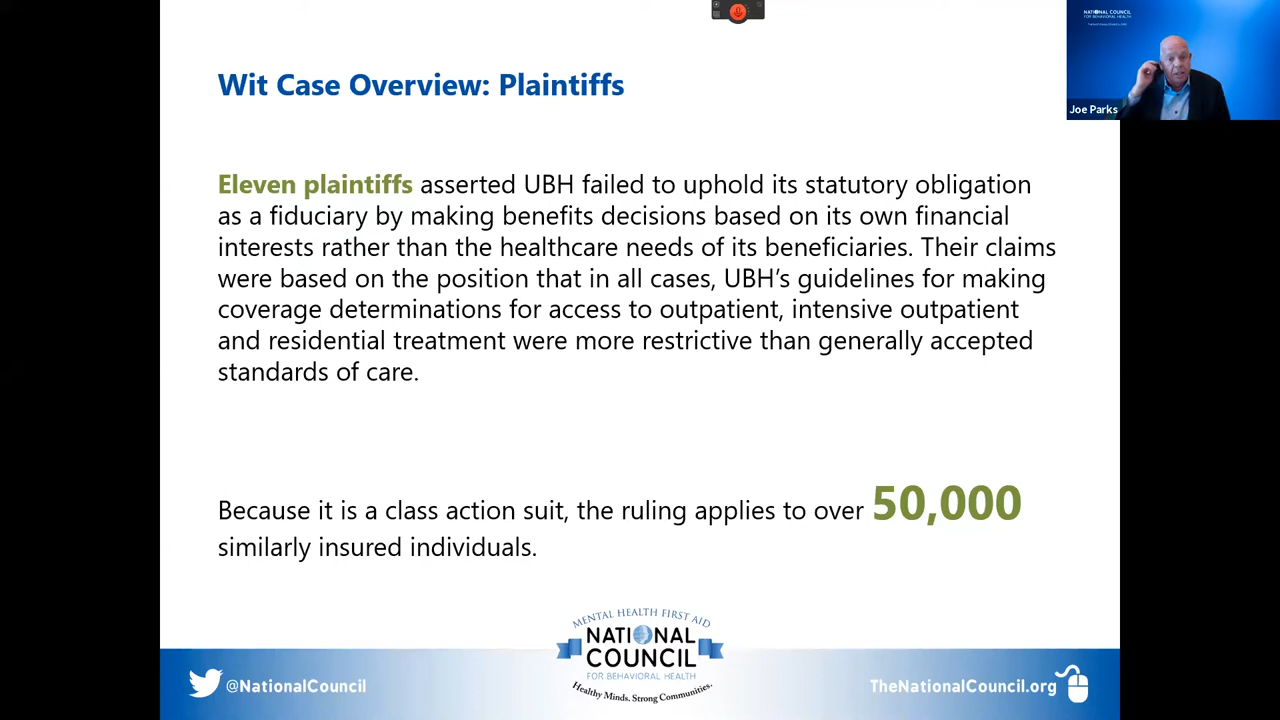 NATIONAL COUNCIL
FOR BEHAVIORAL HEALTH
Joe Parks
Wit Case Overview: Plaintiffs
Eleven plaintiffs asserted UBH failed to uphold its statutory obligation
as a fiduciary by making benefits decisions based on its own financial
interests rather than the healthcare needs of its beneficiaries. Their claims
were based on the position that in all cases, UBH’s guidelines for making
coverage determinations for access to outpatient, intensive outpatient
and residential treatment were more restrictive than generally accepted
standards of care.
Because it is a class action suit, the ruling applies to over 50,000
similarly insured individuals.
MENTAL HEALTH FIRST AID
NATIONAL
COUNCIL
FOR BEHAVIORAL HEALTH
Healthy Minds. Strong Communities.
@NationalCouncil
TheNationalCouncil.org